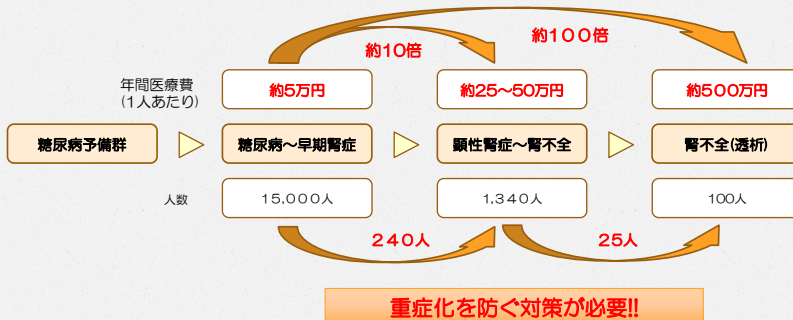 約100倍
約10倍
年間医療費
(1人あたり)
約5万円
約25～50万円
約500万円
糖尿病予備群
糖尿病～早期腎症
顕性腎症～腎不全
腎不全(透析)
人数
15,000人
1,340人
100人
240人
25人
重症化を防ぐ対策が必要!!